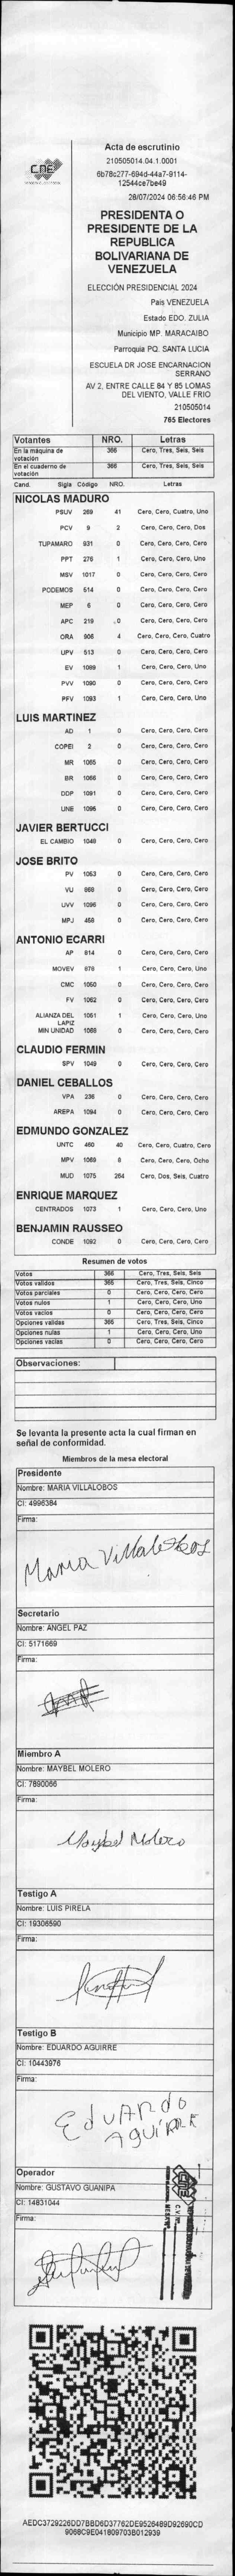 CNE
Acta de escrutinio
210505014.04.1.0001
6b78c277-694d-44a7-9114-
12544ce7be49
28/07/2024 06:56:46 PM
PRESIDENTA O
PRESIDENTE DE LA
REPUBLICA
BOLIVARIANA DE
VENEZUELA
ELECCIÓN PRESIDENCIAL 2024
País VENEZUELA
Estado EDO. ZULIA
Municipio MP. MARACAIBO
Parroquia PQ. SANTA LUCIA
ESCUELA DR JOSE ENCARNACION
SERRANO
AV 2, ENTRE CALLE 84 Y 85 LOMAS
DEL VIENTO, VALLE FRIO
210505014
765 Electores
Votantes NRO. Letras
En la máquina de votación 366 Cero, Tres, Seis, Seis
En el cuaderno de votación 366 Cero, Tres, Seis, Seis
Cand. Sigla Código NRO. Letras
NICOLAS MADURO
PSUV 269 41 Cero, Cero, Cuatro, Uno
PCV 9 2 Cero, Cero, Cero, Dos
TUPAMARO 931 0 Cero, Cero, Cero, Cero
PPT 276 1 Cero, Cero, Cero, Uno
MSV 1017 0 Cero, Cero, Cero, Cero
PODEMOS 514 0 Cero, Cero, Cero, Cero
MEP 6 0 Cero, Cero, Cero, Cero
APC 219 0 Cero, Cero, Cero, Cero
ORA 906 4 Cero, Cero, Cero, Cuatro
UPV 513 0 Cero, Cero, Cero, Cero
EV 1099 1 Cero, Cero, Cero, Uno
PVV 1090 0 Cero, Cero, Cero, Cero
PFV 1093 1 Cero, Cero, Cero, Uno
LUIS MARTINEZ
AD 1 0 Cero, Cero, Cero, Cero
COPEI 2 0 Cero, Cero, Cero, Cero
MR 1065 0 Cero, Cero, Cero, Cero
BR 1066 0 Cero, Cero, Cero, Cero
DDP 1091 0 Cero, Cero, Cero, Cero
UNE 1096 0 Cero, Cero, Cero, Cero
JAVIER BERTUCCI
EL CAMBIO 1048 0 Cero, Cero, Cero, Cero
JOSE BRITO
PV 1053 0 Cero, Cero, Cero, Cero
VU 868 0 Cero, Cero, Cero, Cero
UVV 1098 0 Cero, Cero, Cero, Cero
MPJ 458 0 Cero, Cero, Cero, Cero
ANTONIO ECARRI
AP 814 0 Cero, Cero, Cero, Cero
MOVEV 878 1 Cero, Cero, Cero, Uno
CMC 1050 0 Cero, Cero, Cero, Cero
FV 1062 0 Cero, Cero, Cero, Cero
ALIANZA DEL LAPIZ 1061 1 Cero, Cero, Cero, Uno
MIN UNIDAD 1068 0 Cero, Cero, Cero, Cero
CLAUDIO FERMIN
SPV 1049 0 Cero, Cero, Cero, Cero
DANIEL CEBALLOS
VPA 236 0 Cero, Cero, Cero, Cero
AREPA 1094 0 Cero, Cero, Cero, Cero
EDMUNDO GONZALEZ
UNTC 460 40 Cero, Cero, Cuatro, Cero
MPV 1069 8 Cero, Cero, Cero, Ocho
MUD 1075 264 Cero, Dos, Seis, Cuatro
ENRIQUE MARQUEZ
CENTRADOS 1073 1 Cero, Cero, Cero, Uno
BENJAMIN RAUSSEO
CONDE 1092 0 Cero, Cero, Cero, Cero
Resumen de votos
Votos 366 Cero, Tres, Seis, Seis
Votos validos 365 Cero, Tres, Seis, Cinco
Votos parciales 0 Cero, Cero, Cero, Cero
Votos nulos 1 Cero, Cero, Cero, Uno
Votos vacios 0 Cero, Cero, Cero, Cero
Opciones validas 365 Cero, Tres, Seis, Cinco
Opciones nulas 1 Cero, Cero, Cero, Uno
Opciones vacias 0 Cero, Cero, Cero, Cero
Observaciones:
Se levanta la presente acta la cual firman en
señal de conformidad.
Miembros de la mesa electoral
Presidente
Nombre: MARIA VILLALOBOS
CI: 4996384
Firma:
Maria Villalobos
Secretario
Nombre: ANGEL PAZ
CI: 5171669
Firma:
Miembro A
Nombre: MAYBEL MOLERO
CI: 7890066
Firma:
Maybel Molero
Testigo A
Nombre: LUIS PIRELA
CI: 19306590
Firma:
Testigo B
Nombre: EDUARDO AGUIRRE
CI: 10443976
Firma:
Eduardo
Aguirre
Operador
Nombre: GUSTAVO GUANIPA
CI: 14831044
Firma:
AEDC3729226DD7BBD6D37762DE9526489D92690CD
9068C9E041809703B012939